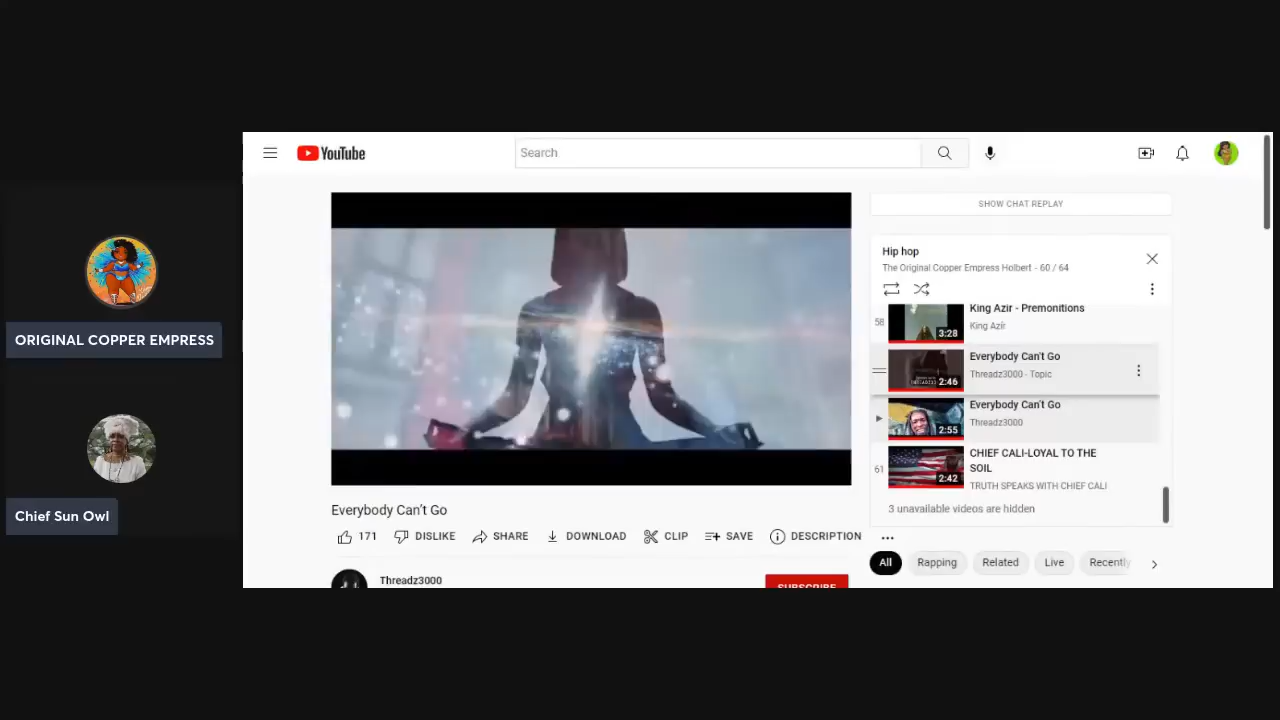 ORIGINAL COPPER EMPRESS
Chief Sun Owl
YouTube
Search
Everybody Can't Go
171
DISLIKE
SHARE
DOWNLOAD
CLIP
SAVE
DESCRIPTION
Threadz3000
SUBSCRIBE
SHOW CHAT REPLAY
Hip hop
The Original Copper Empress Holbert - 60 / 64
58
3:28
King Azir - Premonitions
King Azir
2:46
Everybody Can't Go
Threadz3000 - Topic
2:55
Everybody Can't Go
Threadz3000
61
2:42
CHIEF CALI-LOYAL TO THE
SOIL
TRUTH SPEAKS WITH CHIEF CALI
3 unavailable videos are hidden
All
Rapping
Related
Live
Recently